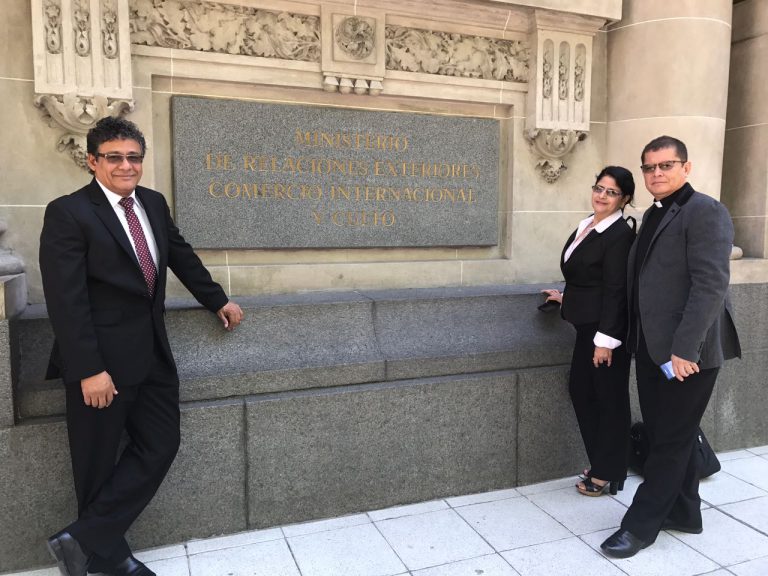 MINISTERIO
DE RELACIONES EXTERIORES
COMERCIO INTERNACIONAL
Y CULTO